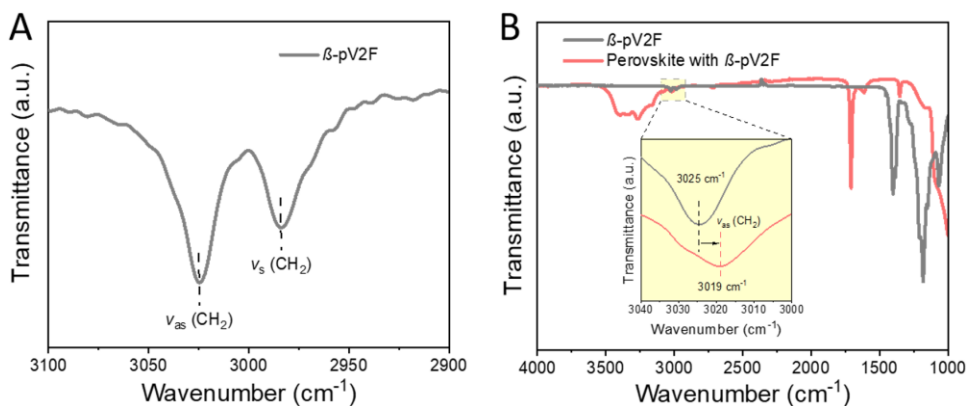 A
ß-pV2F
νas (CH2)
νs (CH2)
Transmittance (a.u.)
3100
3050
3000
2950
2900
Wavenumber (cm-1)
B
ß-pV2F
Perovskite with ß-pV2F
Transmittance (a.u.)
3025 cm-1
νas (CH2)
3019 cm-1
Transmittance (a.u.)
3040
3030
3020
3010
3000
Wavenumber (cm-1)
4000
3500
3000
2500
2000
1500
1000
Wavenumber (cm-1)